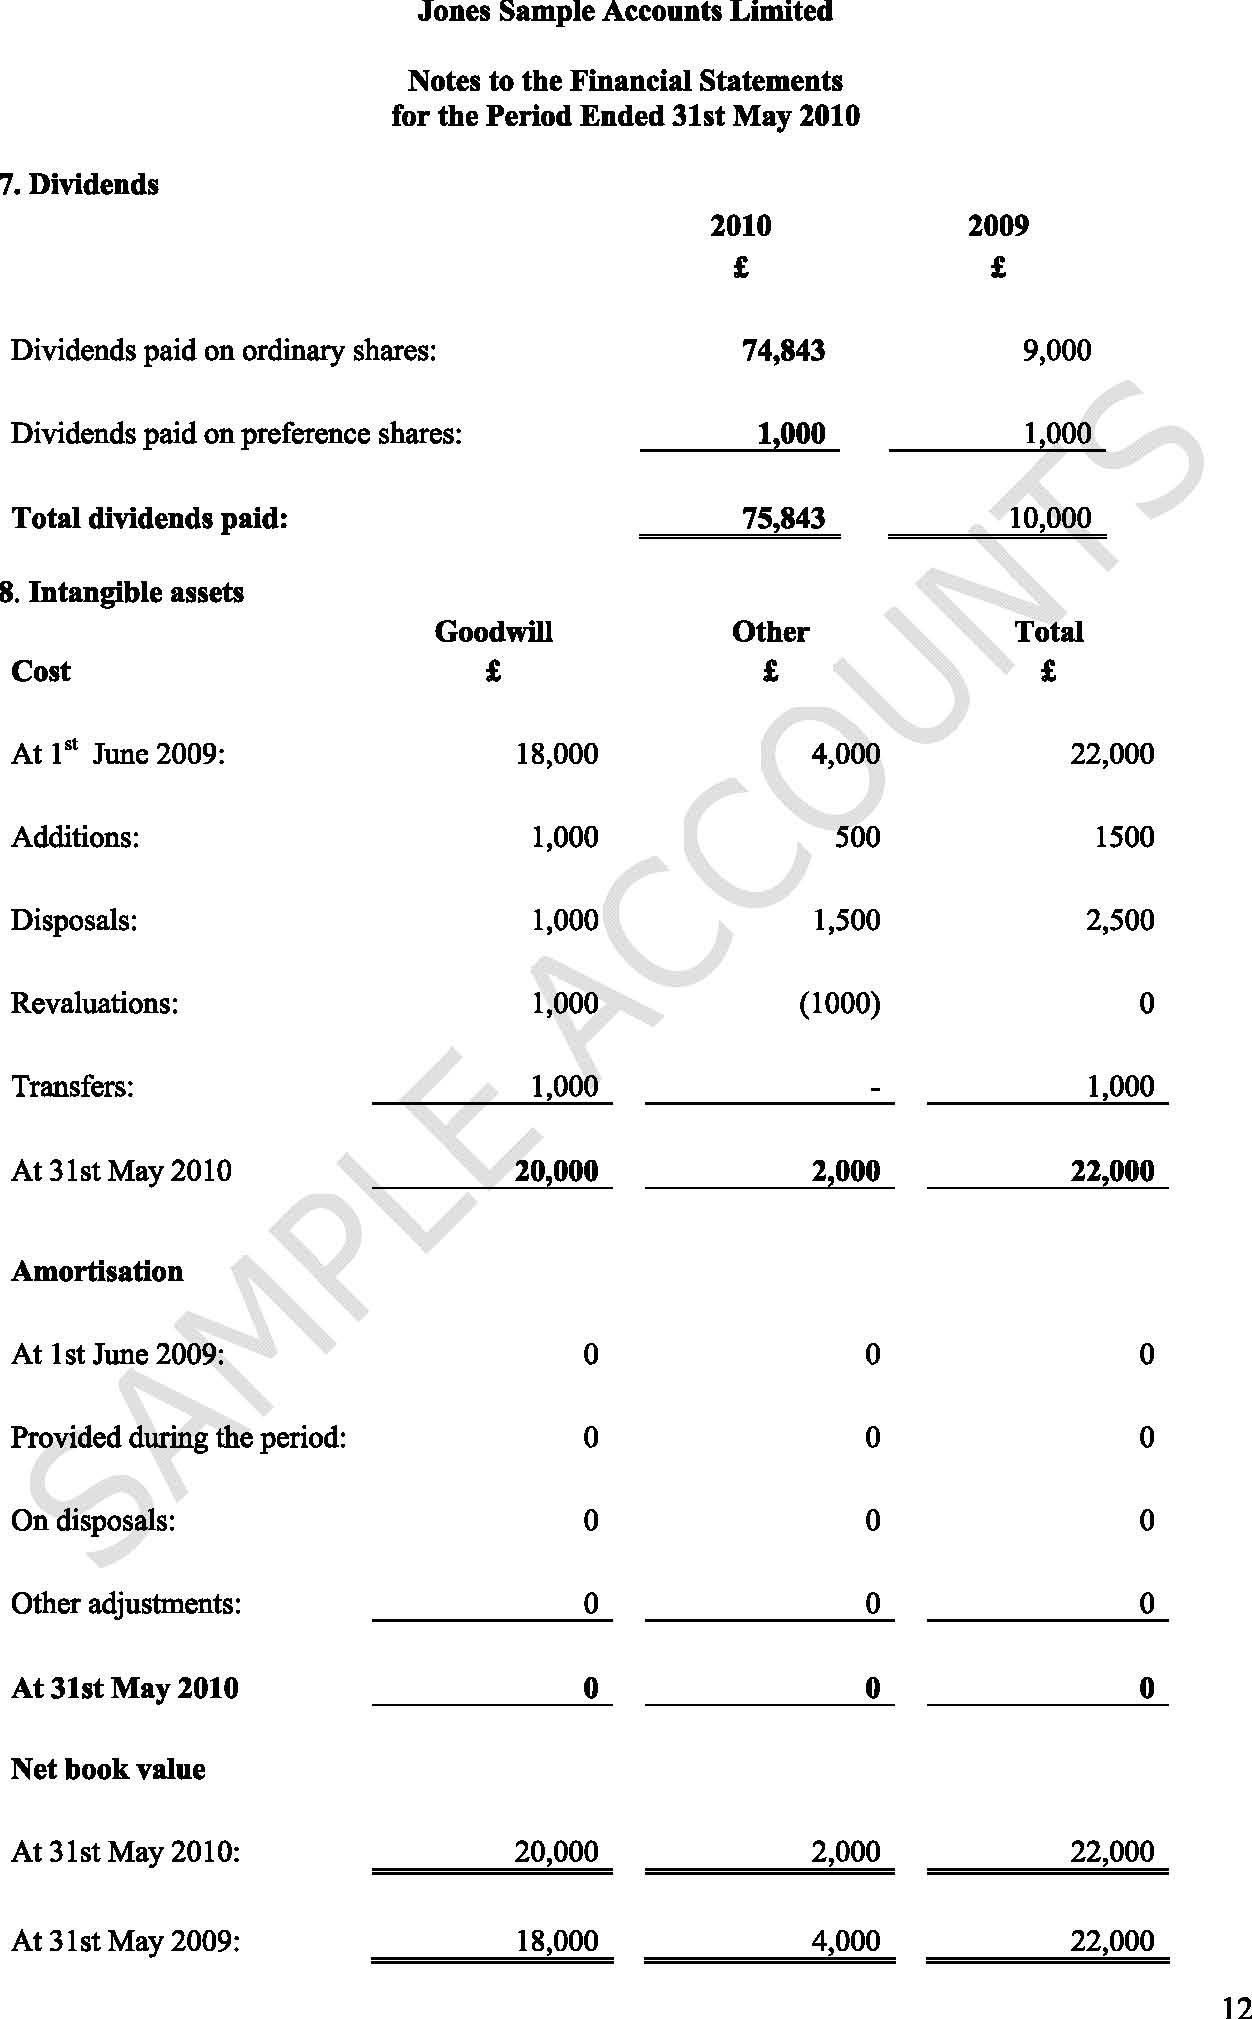 Jones Sample Accounts Limited
Notes to the Financial Statements
for the Period Ended 31st May 2010
7. Dividends
2010 2009
£ £
Dividends paid on ordinary shares: 74,843 9,000
Dividends paid on preference shares: 1,000 1,000
Total dividends paid: 75,843 10,000
8. Intangible assets
Goodwill Other Total
Cost £ £ £
At 1st June 2009: 18,000 4,000 22,000
Additions: 1,000 500 1500
Disposals: 1,000 1,500 2,500
Revaluations: 1,000 (1000) 0
Transfers: 1,000 - 1,000
At 31st May 2010 20,000 2,000 22,000
Amortisation
At 1st June 2009: 0 0 0
Provided during the period: 0 0 0
On disposals: 0 0 0
Other adjustments: 0 0 0
At 31st May 2010 0 0 0
Net book value
At 31st May 2010: 20,000 2,000 22,000
At 31st May 2009: 18,000 4,000 22,000
12
SAMPLE ACCOUNTS